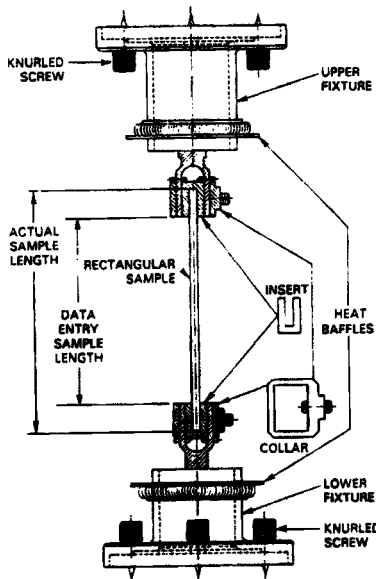 KNURLED
SCREW
UPPER
FIXTURE
ACTUAL
SAMPLE
LENGTH
RECTANGULAR
SAMPLE
DATA
ENTRY
SAMPLE
LENGTH
INSERT
HEAT
BAFFLES
COLLAR
LOWER
FIXTURE
KNURLED
SCREW